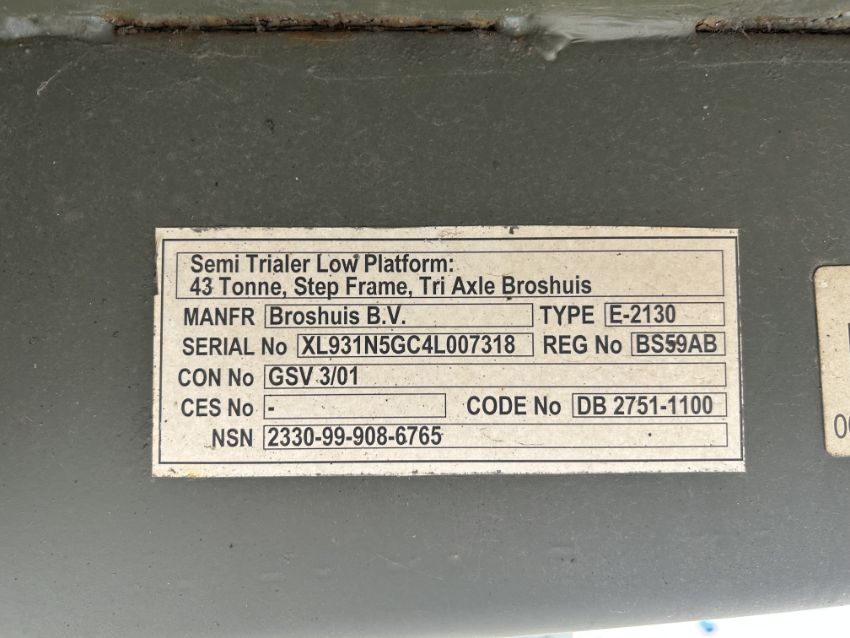 Semi Trialer Low Platform:
43 Tonne, Step Frame, Tri Axle Broshuis
MANFR Broshuis B.V. TYPE E-2130
SERIAL No XL931N5GC4L007318 REG No BS59AB
CON No GSV 3/01
CES No - CODE No DB 2751-1100
NSN 2330-99-908-6765